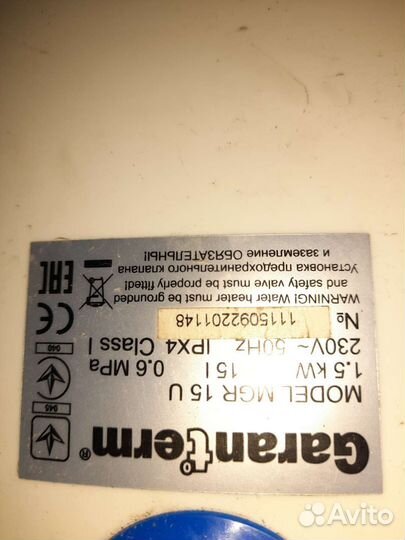 Garanterm®
MODEL MGR 15 U
1.5 kW 15 l 0.6 MPa
230V~ 50Hz IPX4 Class I
№ 1115092201148
WARNING! Water heater must be grounded
and safety valve must be properly fitted!
Установка предохранительного клапана
и заземление ОБЯЗАТЕЛЬНЫ!
045
040
CE
EAC
Avito